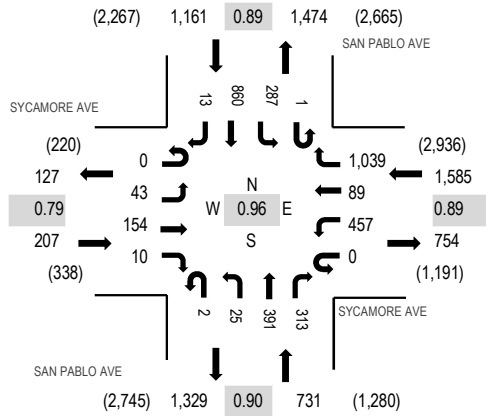 (2,267) 1,161 0.89 1,474 (2,665)
SAN PABLO AVE
13 860 287 1
SYCAMORE AVE
(220)
127
0.79
207
(338)
0
43
154
10
N
W 0.96 E
S
1,039
89
457
0
(2,936)
1,585
0.89
754
(1,191)
2 25 391 313
SYCAMORE AVE
SAN PABLO AVE
(2,745) 1,329 0.90 731 (1,280)